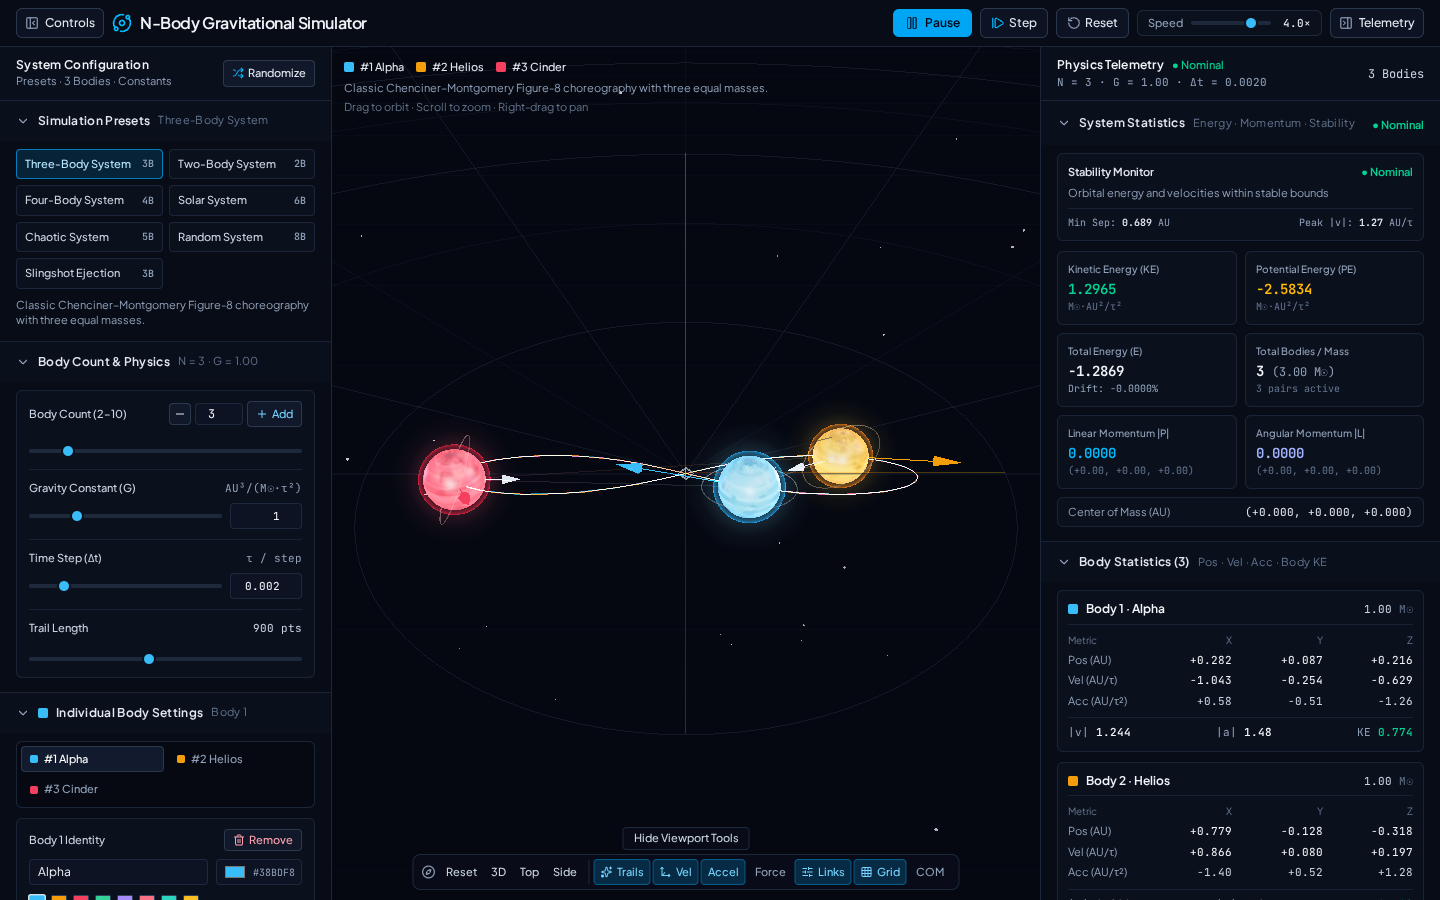 Controls
N-Body Gravitational Simulator
Pause
Step
Reset
Speed 4.0×
Telemetry
System Configuration
Presets · 3 Bodies · Constants
Randomize
Simulation Presets Three-Body System
Three-Body System 3B
Two-Body System 2B
Four-Body System 4B
Solar System 6B
Chaotic System 5B
Random System 8B
Slingshot Ejection 3B
Classic Chenciner–Montgomery Figure-8 choreography
with three equal masses.
Body Count & Physics N = 3 · G = 1.00
Body Count (2–10) − 3 + Add
Gravity Constant (G) AU³/(M☉·τ²)
1
Time Step (Δt) τ / step
0.002
Trail Length 900 pts
Individual Body Settings Body 1
#1 Alpha
#2 Helios
#3 Cinder
Body 1 Identity Remove
Alpha #38BDF8
#1 Alpha #2 Helios #3 Cinder
Classic Chenciner–Montgomery Figure-8 choreography with three equal masses.
Drag to orbit · Scroll to zoom · Right-drag to pan
Hide Viewport Tools
Reset 3D Top Side Trails Vel Accel Force Links Grid COM
Physics Telemetry • Nominal
N = 3 · G = 1.00 · Δt = 0.0020
3 Bodies
System Statistics Energy · Momentum · Stability • Nominal
Stability Monitor • Nominal
Orbital energy and velocities within stable bounds
Min Sep: 0.689 AU Peak |v|: 1.27 AU/τ
Kinetic Energy (KE)
1.2965
M☉·AU²/τ²
Potential Energy (PE)
-2.5834
M☉·AU²/τ²
Total Energy (E)
-1.2869
Drift: -0.0000%
Total Bodies / Mass
3 (3.00 M☉)
3 pairs active
Linear Momentum |P|
0.0000
(+0.00, +0.00, +0.00)
Angular Momentum |L|
0.0000
(+0.00, +0.00, +0.00)
Center of Mass (AU) (+0.000, +0.000, +0.000)
Body Statistics (3) Pos · Vel · Acc · Body KE
Body 1 · Alpha 1.00 M☉
Metric X Y Z
Pos (AU) +0.282 +0.087 +0.216
Vel (AU/τ) -1.043 -0.254 -0.629
Acc (AU/τ²) +0.58 -0.51 -1.26
|v| 1.244 |a| 1.48 KE 0.774
Body 2 · Helios 1.00 M☉
Metric X Y Z
Pos (AU) +0.779 -0.128 -0.318
Vel (AU/τ) +0.866 +0.080 +0.197
Acc (AU/τ²) -1.40 +0.52 +1.28